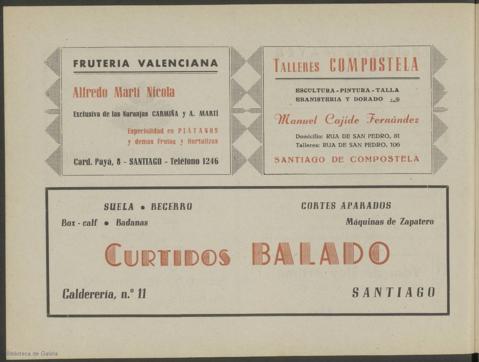 FRUTERIA VALENCIANA
Alfredo Martí Nicola
Exclusiva de las Naranjas CARMIÑA y A. MARTÍ
Especialidad en PLATANOS
y demas Frutas y Hortalizas
Card. Payá, 8 - SANTIAGO - Teléfono 1246
TALLERES COMPOSTELA
ESCULTURA - PINTURA - TALLA
EBANISTERIA Y DORADO
Manuel Cajide Fernández
Domicilio: RUA DE SAN PEDRO, 81
Talleres: RUA DE SAN PEDRO, 106
SANTIAGO DE COMPOSTELA
SUELA • BECERRO
Box-calf • Badanas
CORTES APARADOS
Máquinas de Zapatero
CURTIDOS BALADO
Calderería, n.º 11
SANTIAGO
Biblioteca de Galicia